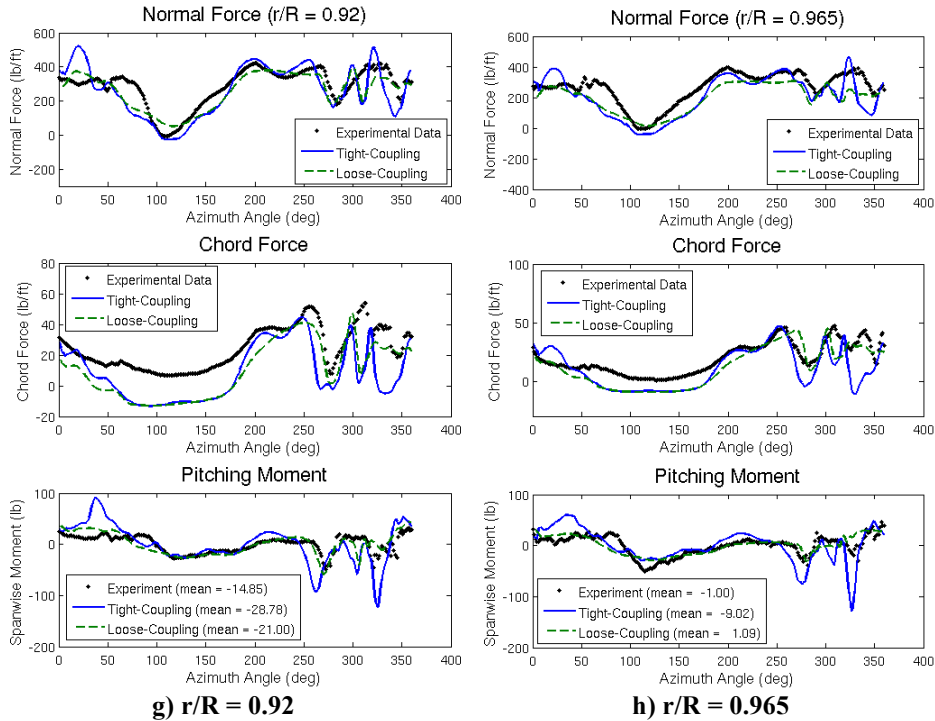 Normal Force (r/R = 0.92)
Normal Force (lb/ft)
600
400
200
0
-200
Experimental Data
Tight-Coupling
Loose-Coupling
0 50 100 150 200 250 300 350 400
Azimuth Angle (deg)
Chord Force
Chord Force (lb/ft)
80
60
40
20
0
-20
Experimental Data
Tight-Coupling
Loose-Coupling
0 50 100 150 200 250 300 350 400
Azimuth Angle (deg)
Pitching Moment
Spanwise Moment (lb)
100
0
-100
-200
Experiment (mean = -14.85)
Tight-Coupling (mean = -28.78)
Loose-Coupling (mean = -21.00)
0 50 100 150 200 250 300 350 400
Azimuth Angle (deg)
g) r/R = 0.92
Normal Force (r/R = 0.965)
Normal Force (lb/ft)
600
400
200
0
-200
-400
Experimental Data
Tight-Coupling
Loose-Coupling
0 50 100 150 200 250 300 350 400
Azimuth Angle (deg)
Chord Force
Chord Force (lb/ft)
100
50
0
-50
Experimental Data
Tight-Coupling
Loose-Coupling
0 50 100 150 200 250 300 350 400
Azimuth Angle (deg)
Pitching Moment
Spanwise Moment (lb)
100
0
-100
-200
Experiment (mean = -1.00)
Tight-Coupling (mean = -9.02)
Loose-Coupling (mean = 1.09)
0 50 100 150 200 250 300 350 400
Azimuth Angle (deg)
h) r/R = 0.965